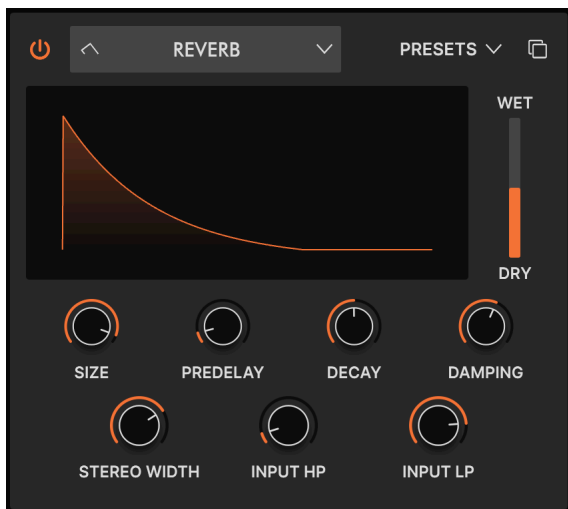 REVERB
PRESETS
WET
DRY
SIZE PREDELAY DECAY DAMPING
STEREO WIDTH INPUT HP INPUT LP